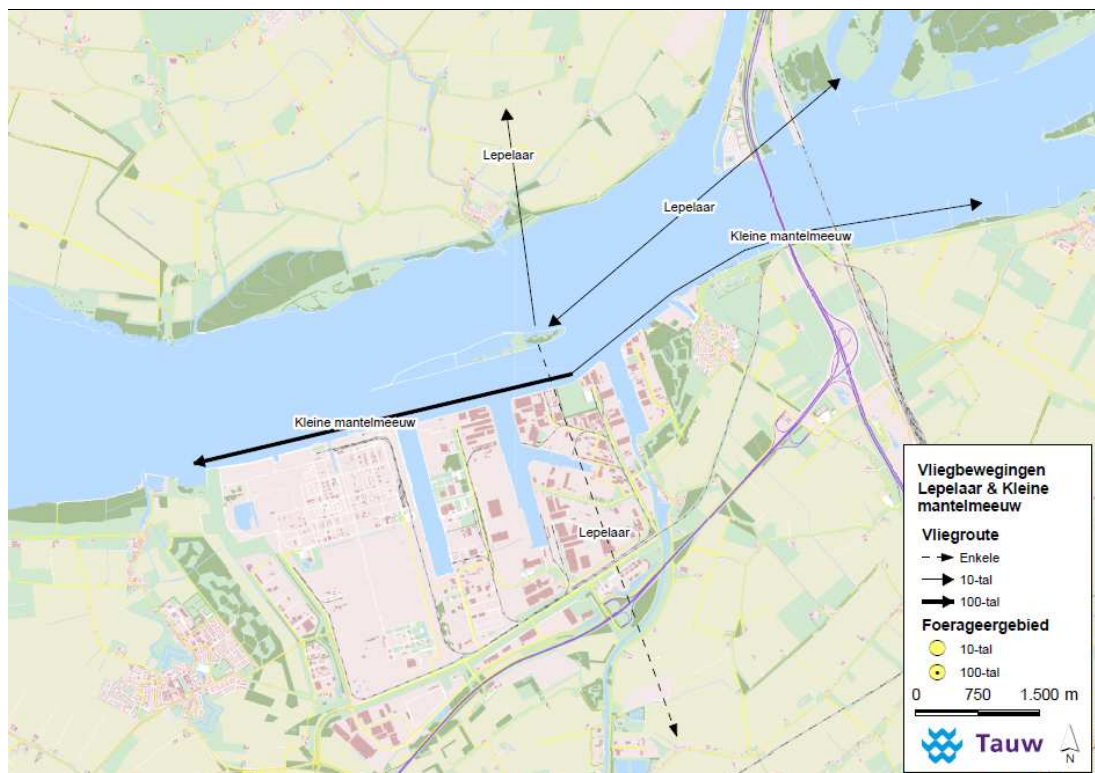 Lepelaar
Lepelaar
Kleine mantelmeeuw
Kleine mantelmeeuw
Lepelaar
Vliegbewegingen
Lepelaar & Kleine
mantelmeeuw
Vliegroute
Enkele
10-tal
100-tal
Foerageergebied
10-tal
100-tal
0 750 1.500 m
Tauw
N